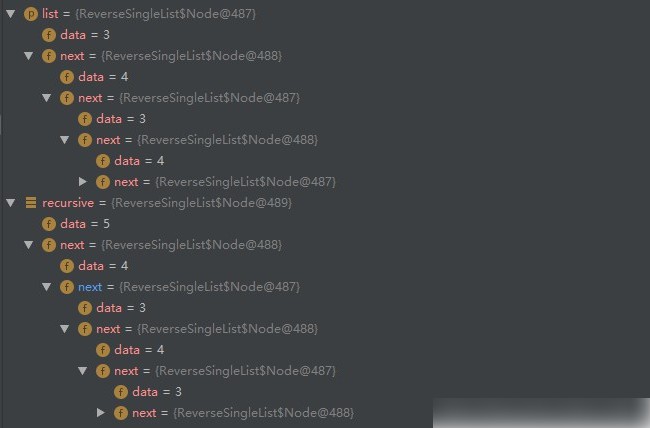 p list = {ReverseSingleList$Node@487}
f data = 3
f next = {ReverseSingleList$Node@488}
f data = 4
f next = {ReverseSingleList$Node@487}
f data = 3
f next = {ReverseSingleList$Node@488}
f data = 4
f next = {ReverseSingleList$Node@487}
recursive = {ReverseSingleList$Node@489}
f data = 5
f next = {ReverseSingleList$Node@488}
f data = 4
f next = {ReverseSingleList$Node@487}
f data = 3
f next = {ReverseSingleList$Node@488}
f data = 4
f next = {ReverseSingleList$Node@487}
f data = 3
f next = {ReverseSingleList$Node@488}